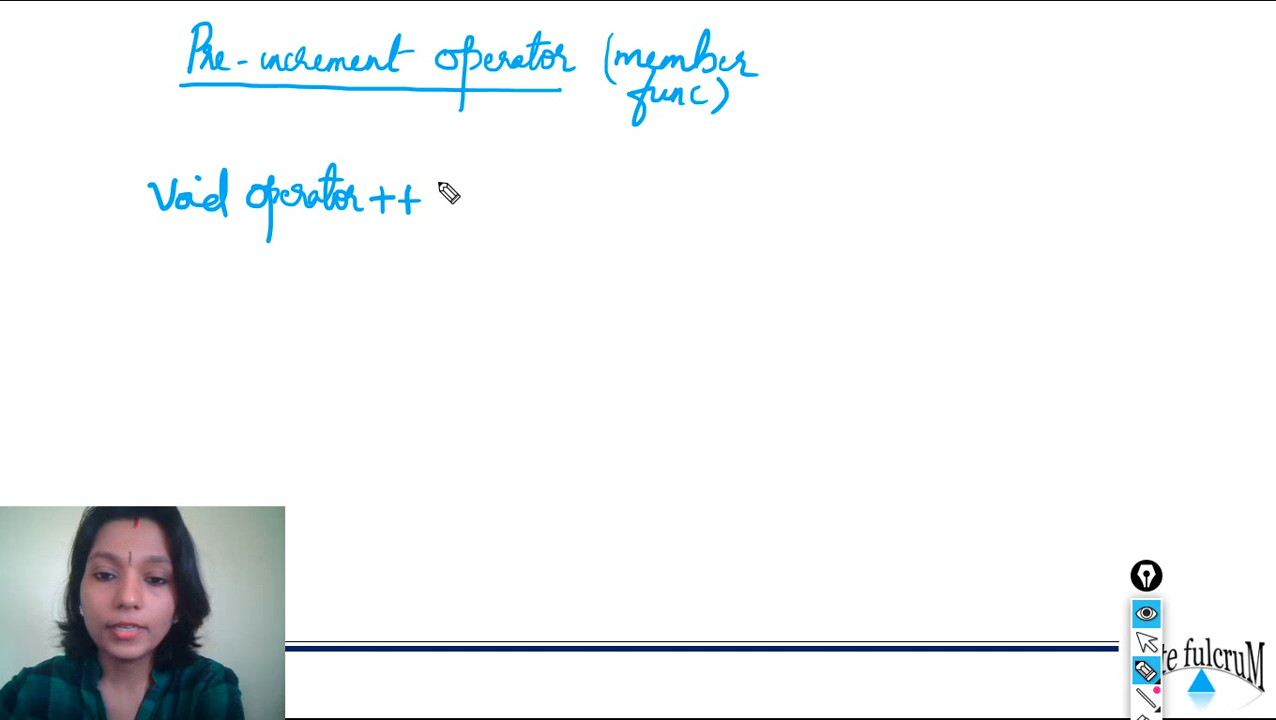 Pre-increment operator (member
func)
Void operator++
te fulcruM